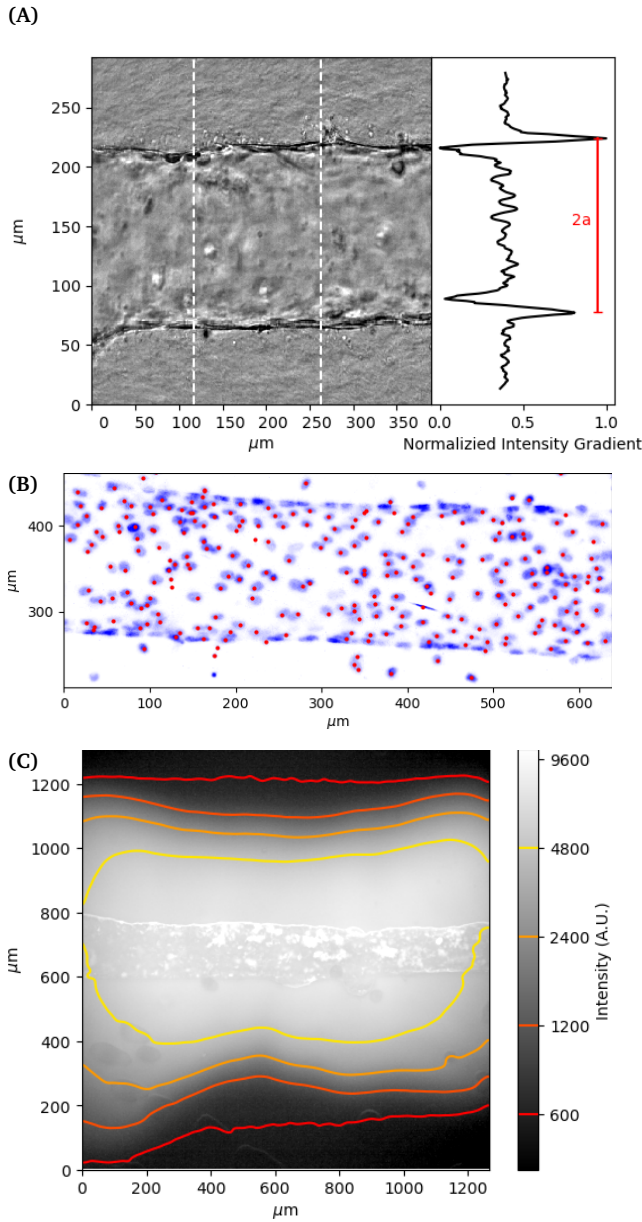 (A)
250
200
150
100
50
0
μm
2a
0 50 100 150 200 250 300 350
0.0 0.5 1.0
μm
Normalizied Intensity Gradient
(B)
400
300
μm
0 100 200 300 400 500 600
μm
(C)
1200
1000
800
600
400
200
0
μm
0 200 400 600 800 1000 1200
μm
9600
4800
2400
1200
600
Intensity (A.U.)